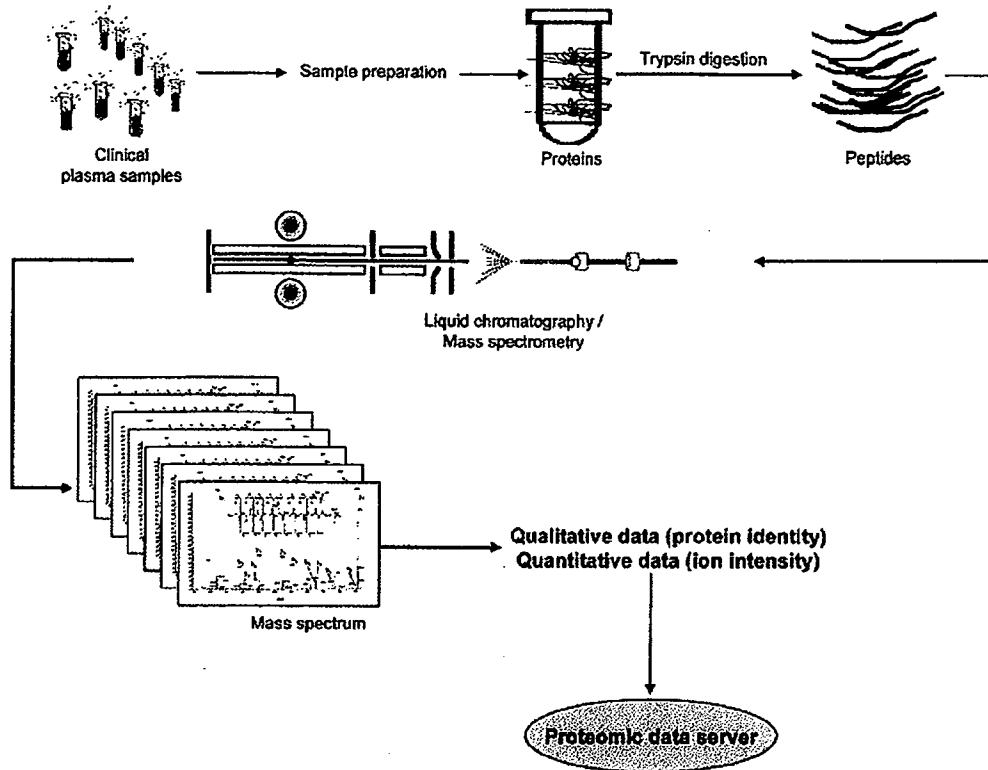 Clinical
plasma samples
Sample preparation
Proteins
Trypsin digestion
Peptides
Liquid chromatography /
Mass spectrometry
Mass spectrum
Qualitative data (protein identity)
Quantitative data (ion intensity)
Proteomic data server